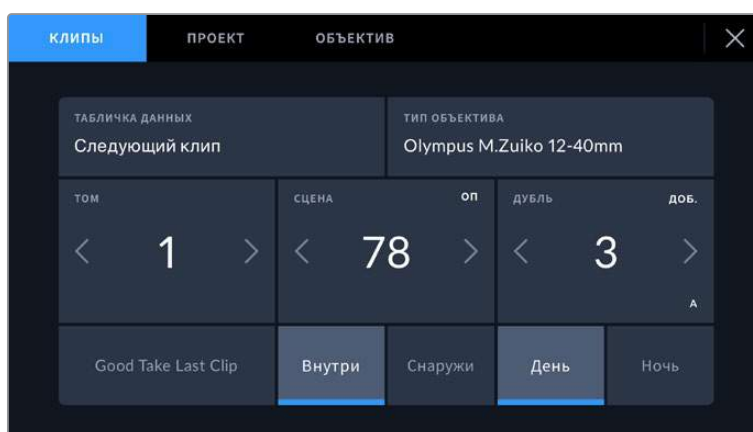 КЛИПЫ ПРОЕКТ ОБЪЕКТИВ
ТАБЛИЧКА ДАННЫХ ТИП ОБЪЕКТИВА
Следующий клип Olympus M.Zuiko 12-40mm
ТОМ СЦЕНА ОП ДУБЛЬ ДОБ.
1 78 3
А
Good Take Last Clip Внутри Снаружи День Ночь